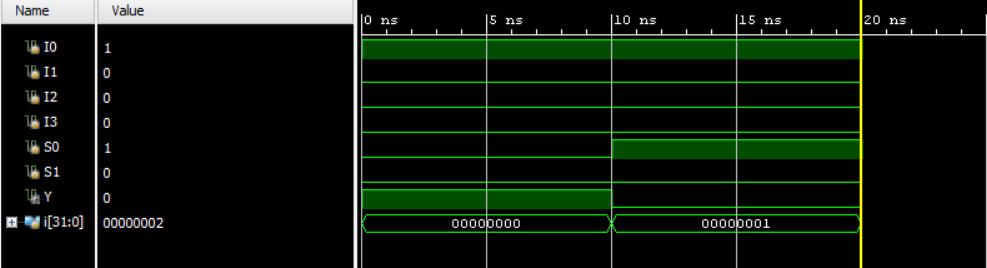 Name Value
0 ns 5 ns 10 ns 15 ns 20 ns
I0 1
I1 0
I2 0
I3 0
S0 1
S1 0
Y 0
i[31:0] 00000002 00000000 00000001